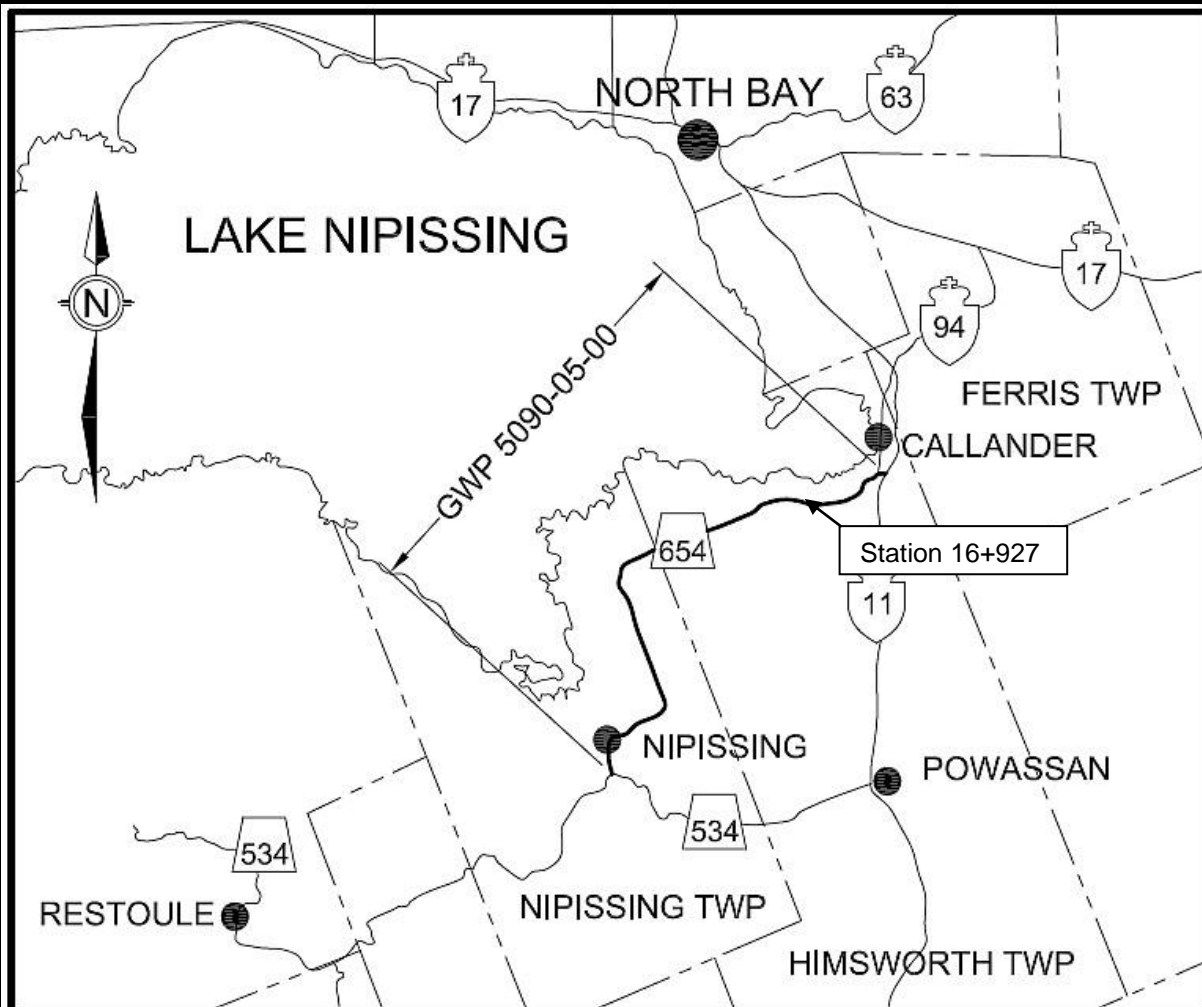 NORTH BAY
17
63
LAKE NIPISSING
17
N
94
GWP 5090-05-00
FERRIS TWP
CALLANDER
654
Station 16+927
11
NIPISSING
POWASSAN
534
534
RESTOULE
NIPISSING TWP
HIMSWORTH TWP